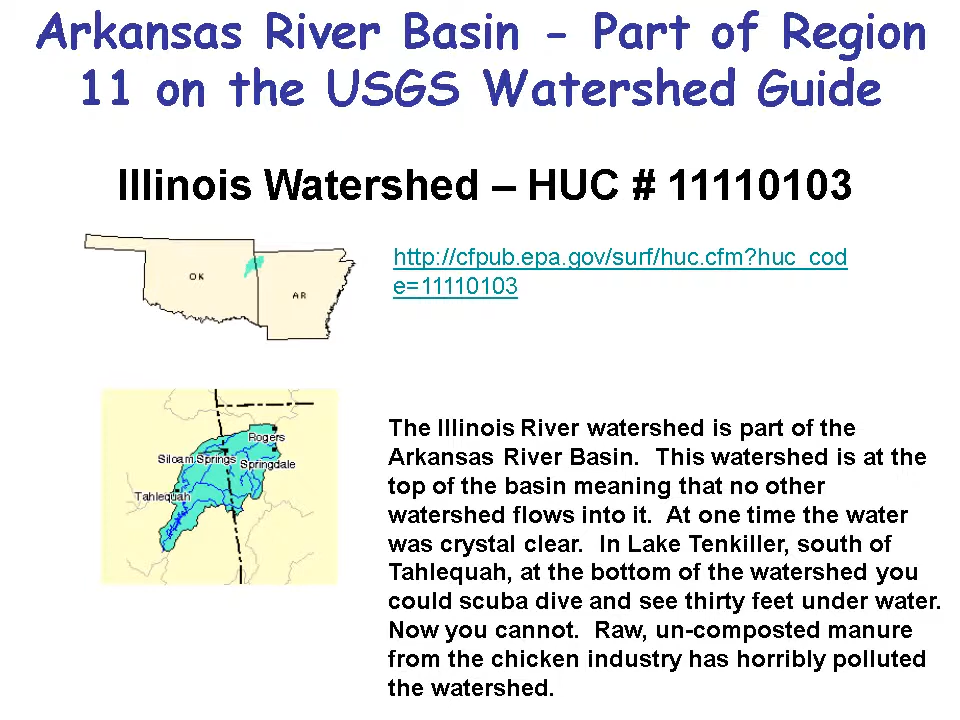 Arkansas River Basin - Part of Region
11 on the USGS Watershed Guide
Illinois Watershed – HUC # 11110103
OK
AR
http://cfpub.epa.gov/surf/huc.cfm?huc_cod
e=11110103
Rogers
Siloam Springs
Springdale
Tahlequah
The Illinois River watershed is part of the
Arkansas River Basin.  This watershed is at the
top of the basin meaning that no other
watershed flows into it.  At one time the water
was crystal clear.  In Lake Tenkiller, south of
Tahlequah, at the bottom of the watershed you
could scuba dive and see thirty feet under water.
Now you cannot.  Raw, un-composted manure
from the chicken industry has horribly polluted
the watershed.